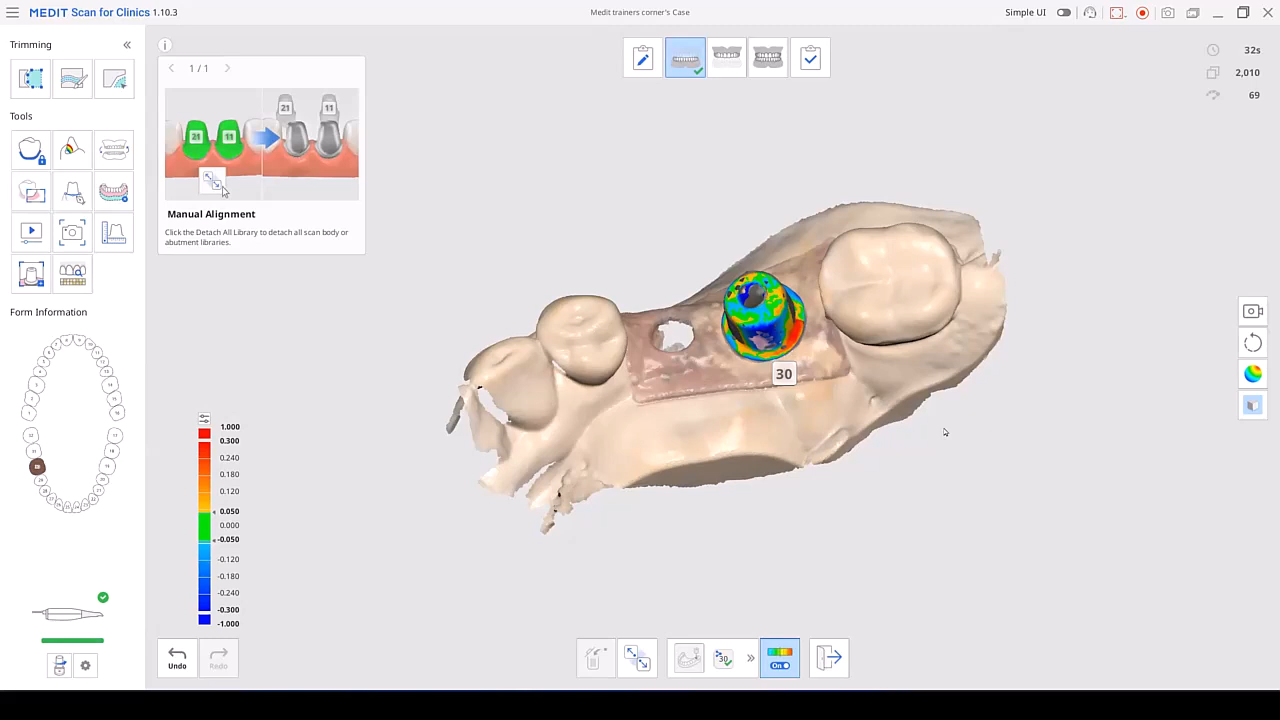 MEDIT Scan for Clinics 1.10.3
Medit trainers corner's Case
Simple UI
Trimming
1 / 1
21
11
21
11
Manual Alignment
Click the Detach All Library to detach all scan body or
abutment libraries.
Tools
Form Information
32s
2,010
69
30
1.000
0.300
0.240
0.180
0.120
0.050
0.000
-0.050
-0.120
-0.180
-0.240
-0.300
-1.000
Undo
Redo
30
On